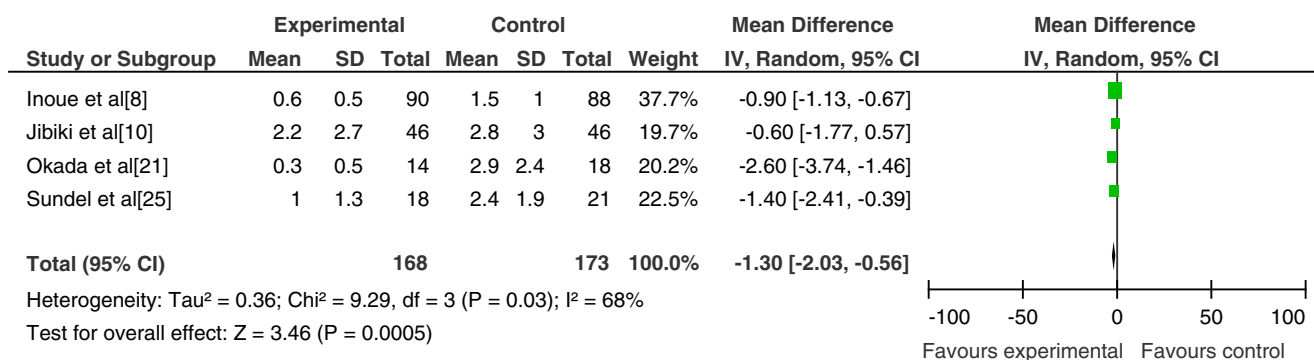 Experimental Control Mean Difference Mean Difference
Study or Subgroup Mean SD Total Mean SD Total Weight IV, Random, 95% CI IV, Random, 95% CI
Inoue et al[8] 0.6 0.5 90 1.5 1 88 37.7% -0.90 [-1.13, -0.67]
Jibiki et al[10] 2.2 2.7 46 2.8 3 46 19.7% -0.60 [-1.77, 0.57]
Okada et al[21] 0.3 0.5 14 2.9 2.4 18 20.2% -2.60 [-3.74, -1.46]
Sundel et al[25] 1 1.3 18 2.4 1.9 21 22.5% -1.40 [-2.41, -0.39]
Total (95% CI) 168 173 100.0% -1.30 [-2.03, -0.56]
Heterogeneity: Tau² = 0.36; Chi² = 9.29, df = 3 (P = 0.03); I² = 68%
Test for overall effect: Z = 3.46 (P = 0.0005)
-100 -50 0 50 100
Favours experimental Favours control